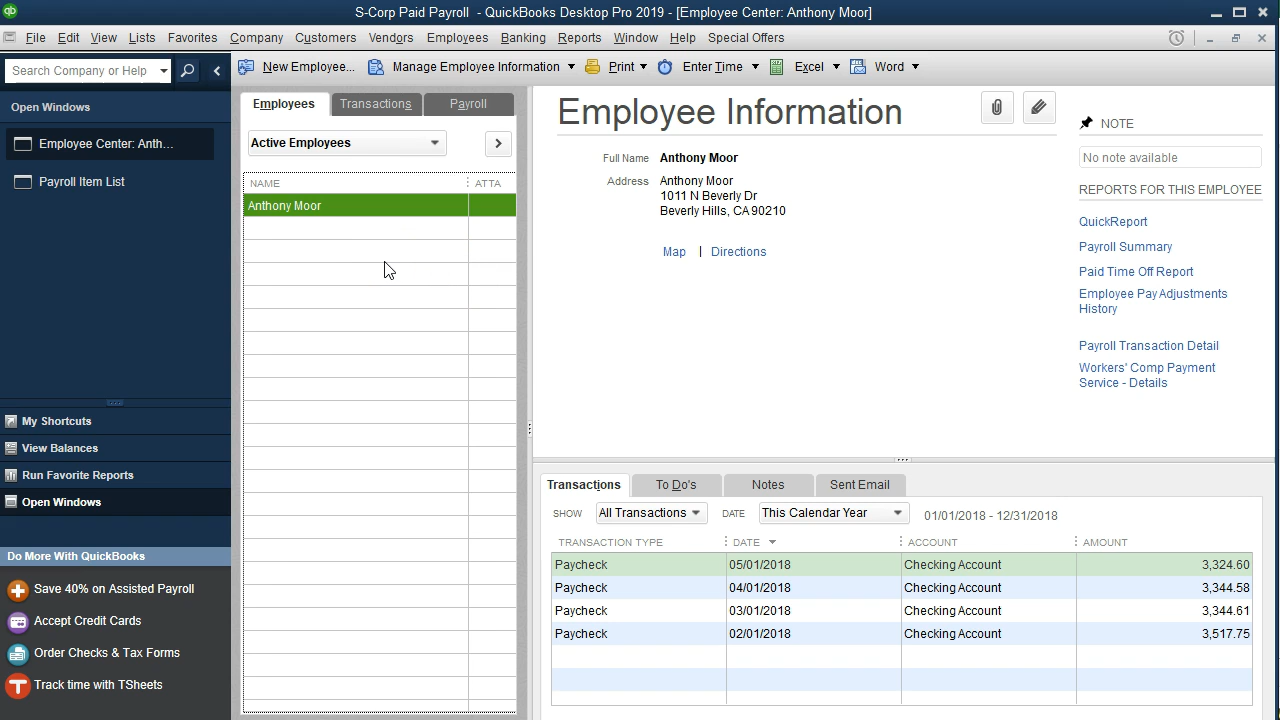 S-Corp Paid Payroll - QuickBooks Desktop Pro 2019 - [Employee Center: Anthony Moor]
File Edit View Lists Favorites Company Customers Vendors Employees Banking Reports Window Help Special Offers
Search Company or Help
New Employee... Manage Employee Information Print Enter Time Excel Word
Open Windows
Employee Center: Anth...
Payroll Item List
My Shortcuts
View Balances
Run Favorite Reports
Open Windows
Do More With QuickBooks
Save 40% on Assisted Payroll
Accept Credit Cards
Order Checks & Tax Forms
Track time with TSheets
Employees Transactions Payroll
Active Employees
NAME ATTA
Anthony Moor
Employee Information
Full Name Anthony Moor
Address Anthony Moor
1011 N Beverly Dr
Beverly Hills, CA 90210
Map | Directions
NOTE
No note available
REPORTS FOR THIS EMPLOYEE
QuickReport
Payroll Summary
Paid Time Off Report
Employee Pay Adjustments
History
Payroll Transaction Detail
Workers' Comp Payment
Service - Details
Transactions To Do's Notes Sent Email
SHOW All Transactions DATE This Calendar Year 01/01/2018 - 12/31/2018
TRANSACTION TYPE DATE ACCOUNT AMOUNT
Paycheck 05/01/2018 Checking Account 3,324.60
Paycheck 04/01/2018 Checking Account 3,344.58
Paycheck 03/01/2018 Checking Account 3,344.61
Paycheck 02/01/2018 Checking Account 3,517.75